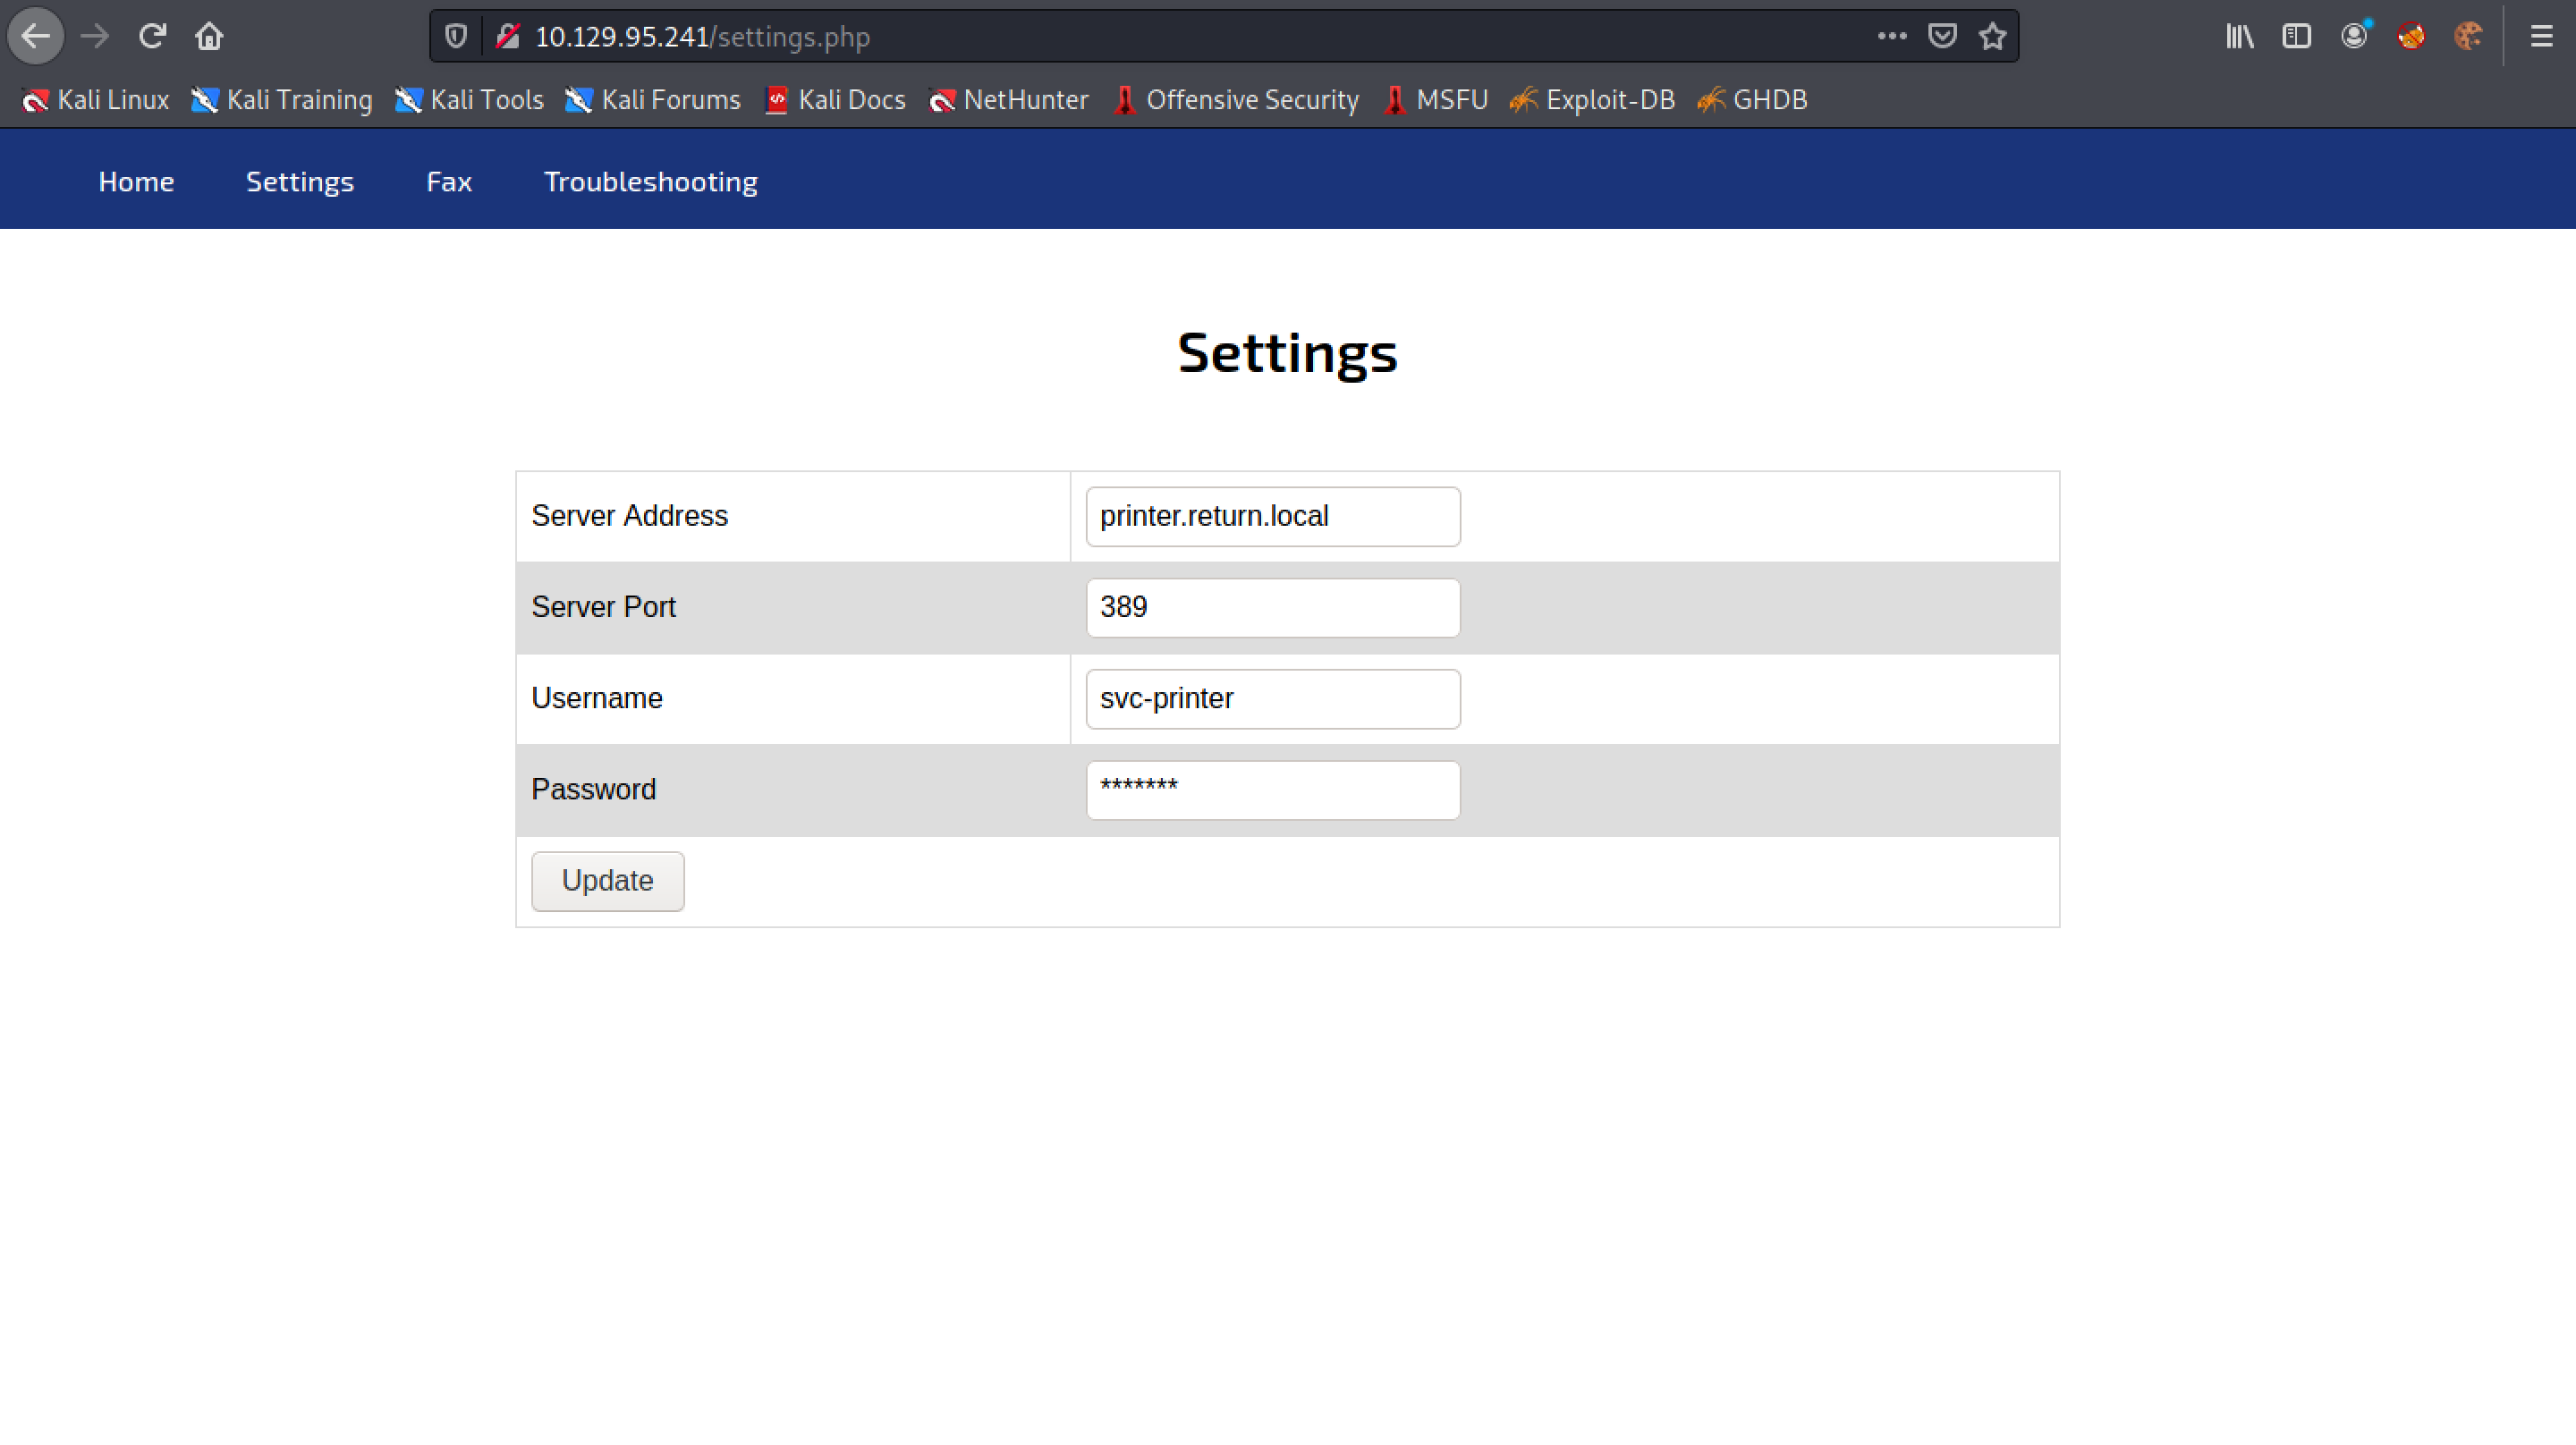 10.129.95.241/settings.php
Kali Linux Kali Training Kali Tools Kali Forums Kali Docs NetHunter Offensive Security MSFU Exploit-DB GHDB
Home Settings Fax Troubleshooting
Settings
Server Address printer.return.local
Server Port 389
Username svc-printer
Password *******
Update